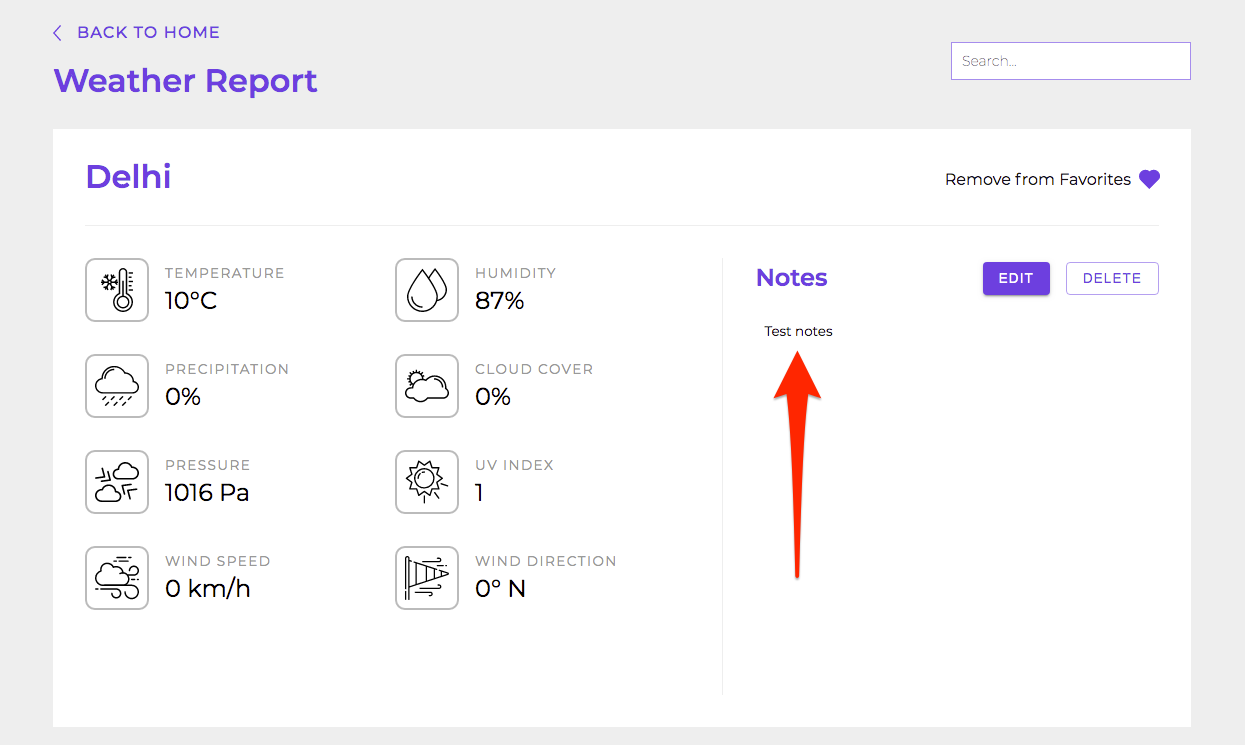 BACK TO HOME
Weather Report
Search...
Delhi
Remove from Favorites
TEMPERATURE
10°C
HUMIDITY
87%
PRECIPITATION
0%
CLOUD COVER
0%
PRESSURE
1016 Pa
UV INDEX
1
WIND SPEED
0 km/h
WIND DIRECTION
0° N
Notes
EDIT
DELETE
Test notes